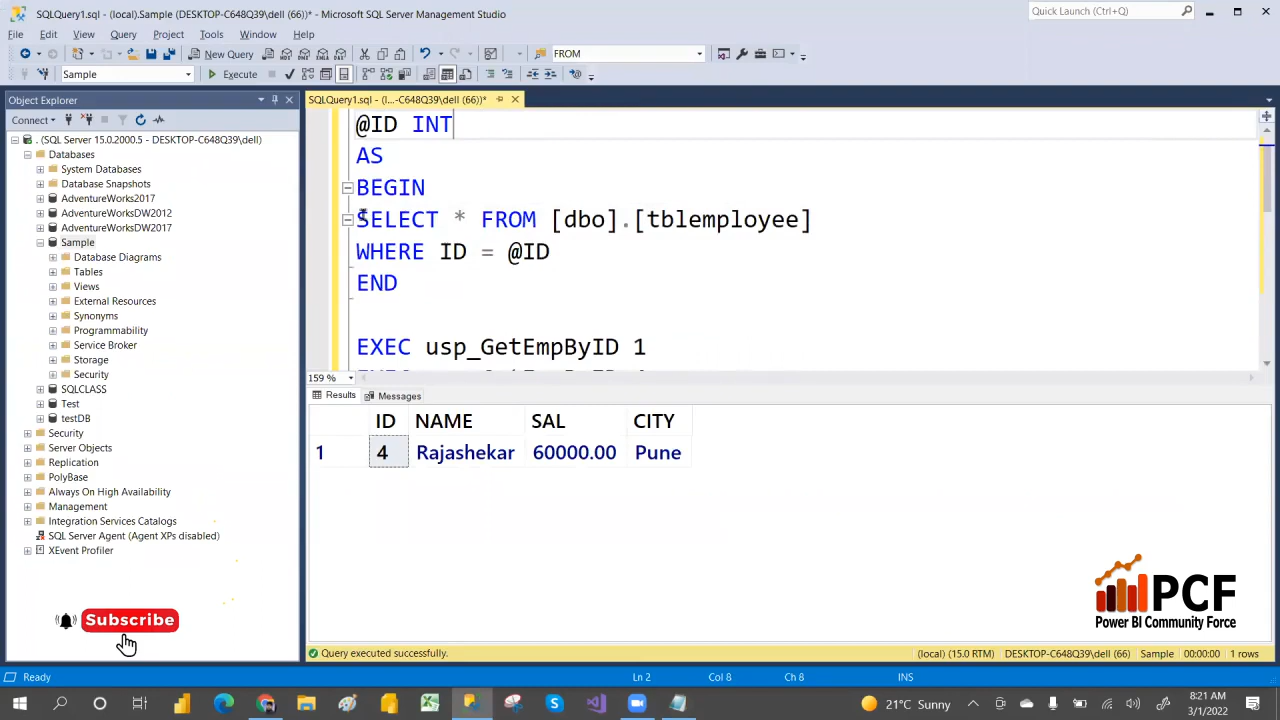 SQLQuery1.sql - (local).Sample (DESKTOP-C648Q39\dell (66))* - Microsoft SQL Server Management Studio
Quick Launch (Ctrl+Q)
File Edit View Query Project Tools Window Help
New Query
FROM
Sample
Execute
Object Explorer
SQLQuery1.sql - (l...-C648Q39\dell (66))*
Connect
. (SQL Server 15.0.2000.5 - DESKTOP-C648Q39\dell)
Databases
System Databases
Database Snapshots
AdventureWorks2017
AdventureWorksDW2012
AdventureWorksDW2017
Sample
Database Diagrams
Tables
Views
External Resources
Synonyms
Programmability
Service Broker
Storage
Security
SQLCLASS
Test
testDB
Security
Server Objects
Replication
PolyBase
Always On High Availability
Management
Integration Services Catalogs
SQL Server Agent (Agent XPs disabled)
XEvent Profiler
Subscribe
@ID INT
AS
BEGIN
SELECT * FROM [dbo].[tblemployee]
WHERE ID = @ID
END
EXEC usp_GetEmpByID 1
159 %
Results Messages
ID NAME SAL CITY
1 4 Rajashekar 60000.00 Pune
PCF
Power BI Community Force
Query executed successfully.
(local) (15.0 RTM) DESKTOP-C648Q39\dell (66) Sample 00:00:00 1 rows
Ready Ln 2 Col 8 Ch 8 INS
21°C Sunny
8:21 AM
3/1/2022